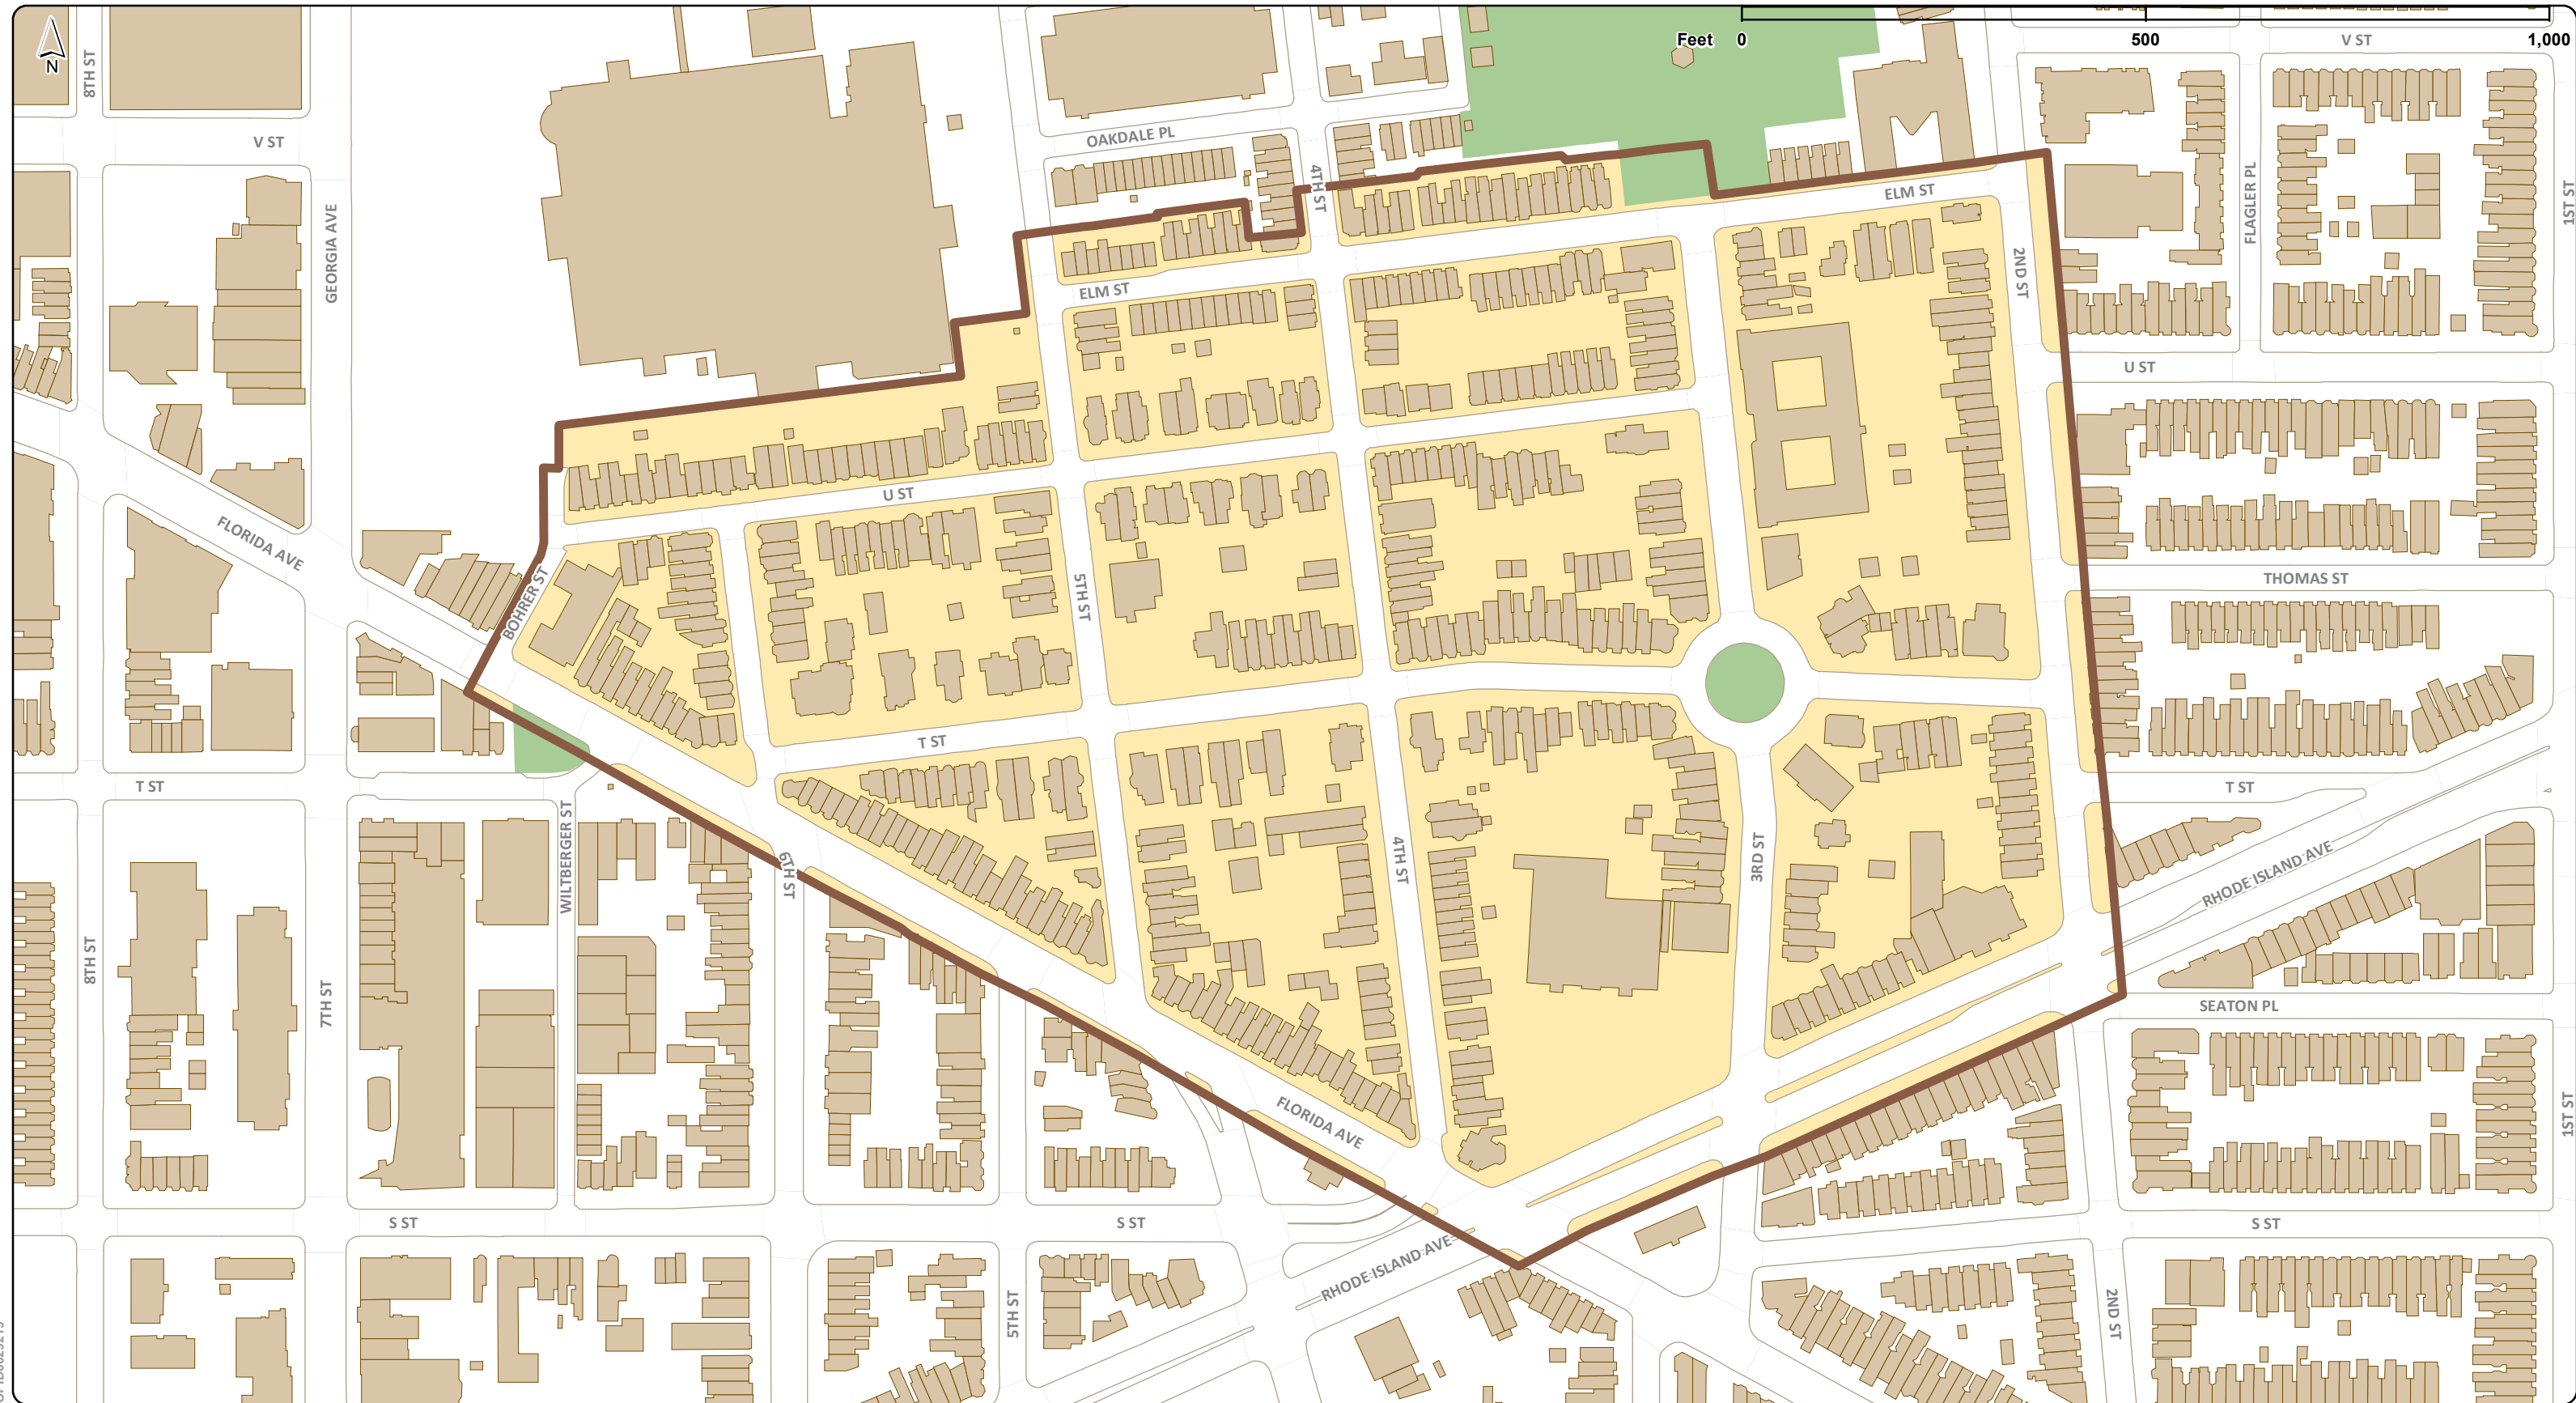 Feet 0 500 1,000
N
8TH ST
V ST
V ST
OAKDALE PL
4TH ST
ELM ST
FLAGLER PL
1ST ST
GEORGIA AVE
2ND ST
ELM ST
U ST
U ST
FLORIDA AVE
BOHRER ST
5TH ST
THOMAS ST
T ST
T ST
T ST
WILTBERGER ST
6TH ST
4TH ST
3RD ST
RHODE ISLAND AVE
8TH ST
7TH ST
SEATON PL
FLORIDA AVE
1ST ST
S ST
S ST
S ST
RHODE ISLAND AVE
5TH ST
2ND ST